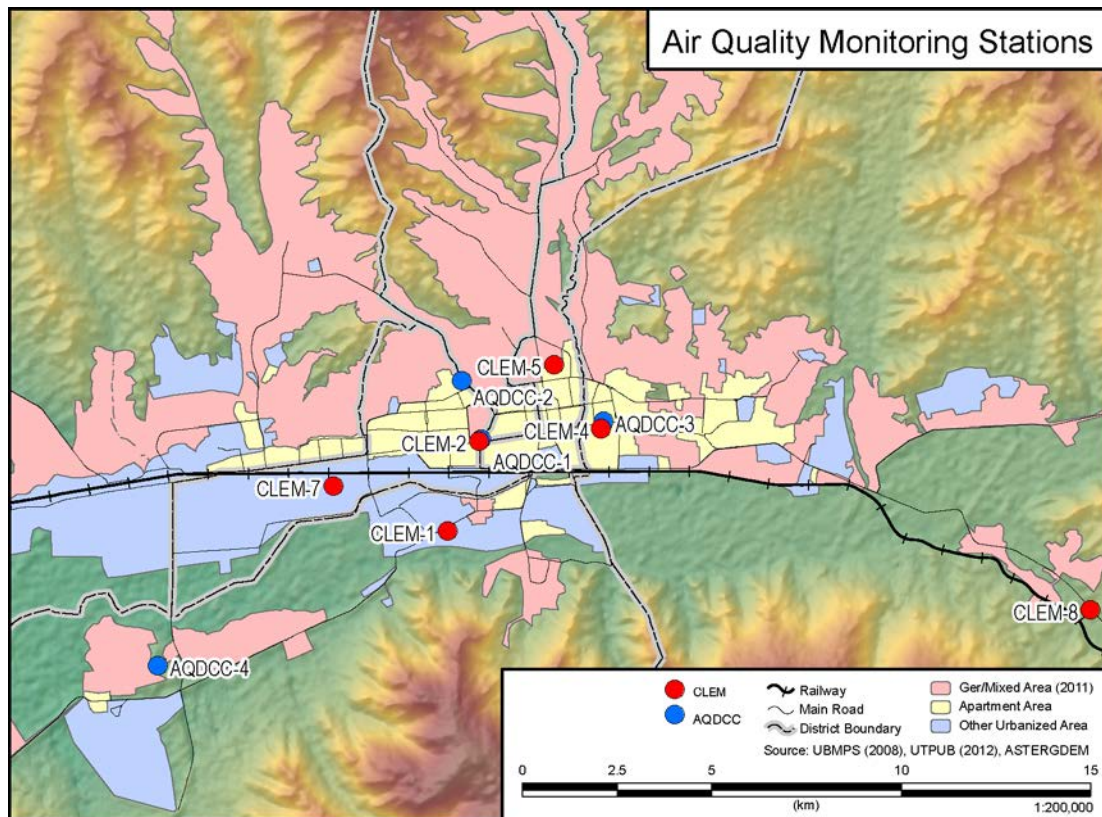 Air Quality Monitoring Stations
CLEM-5
AQDCC-2
CLEM-2
CLEM-4
AQDCC-3
AQDCC-1
CLEM-7
CLEM-1
CLEM-8
AQDCC-4
CLEM
AQDCC
Railway
Main Road
District Boundary
Ger/Mixed Area (2011)
Apartment Area
Other Urbanized Area
Source: UBMPS (2008), UTPUB (2012), ASTERGDEM
0 2.5 5 10 15
(km) 1:200,000